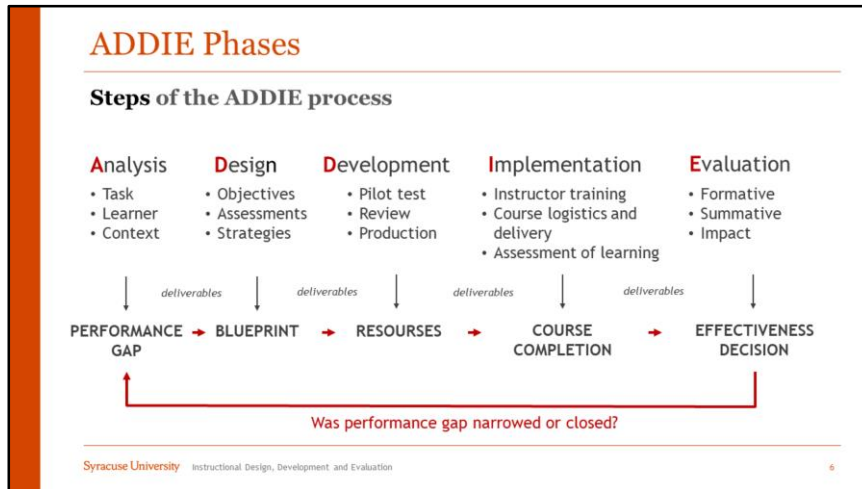 ADDIE Phases
Steps of the ADDIE process
Analysis
• Task
• Learner
• Context
Design
• Objectives
• Assessments
• Strategies
Development
• Pilot test
• Review
• Production
Implementation
• Instructor training
• Course logistics and
delivery
• Assessment of learning
Evaluation
• Formative
• Summative
• Impact
deliverables
deliverables
deliverables
deliverables
PERFORMANCE
GAP
BLUEPRINT
RESOURSES
COURSE
COMPLETION
EFFECTIVENESS
DECISION
Was performance gap narrowed or closed?
Syracuse University Instructional Design, Development and Evaluation
6